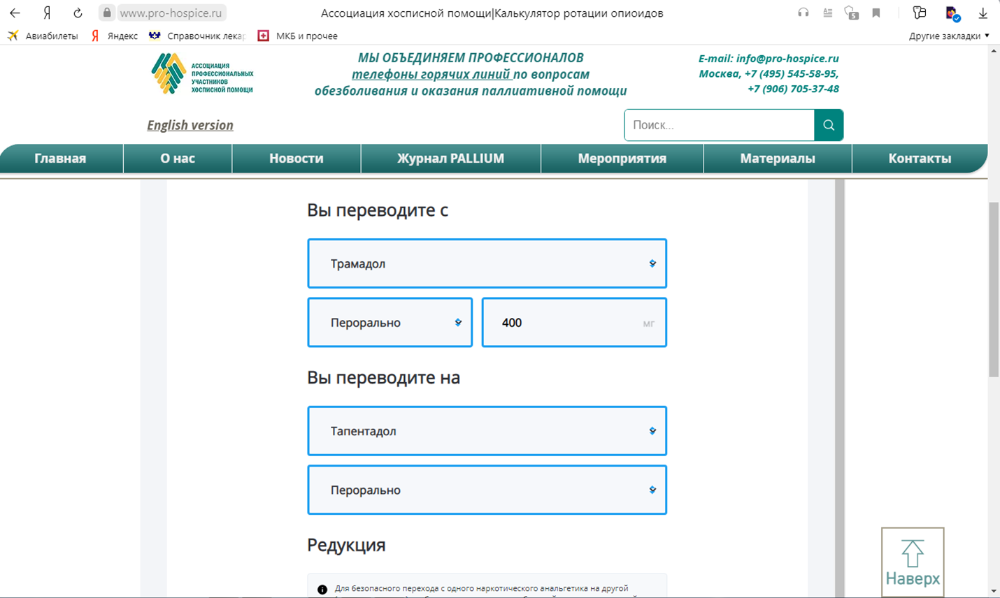 Я
www.pro-hospice.ru
Ассоциация хосписной помощи|Калькулятор ротации опиоидов
5
Авиабилеты
Я Яндекс
Справочник лекар
МКБ и прочее
Другие закладки
АССОЦИАЦИЯ
ПРОФЕССИОНАЛЬНЫХ
УЧАСТНИКОВ
ХОСПИСНОЙ ПОМОЩИ
МЫ ОБЪЕДИНЯЕМ ПРОФЕССИОНАЛОВ
телефоны горячих линий по вопросам
обезболивания и оказания паллиативной помощи
E-mail: info@pro-hospice.ru
Москва, +7 (495) 545-58-95,
+7 (906) 705-37-48
English version
Поиск...
Главная
О нас
Новости
Журнал PALLIUM
Мероприятия
Материалы
Контакты
Вы переводите с
Трамадол
Перорально
400 мг
Вы переводите на
Тапентадол
Перорально
Редукция
Для безопасного перехода с одного наркотического анальгетика на другой
Наверх